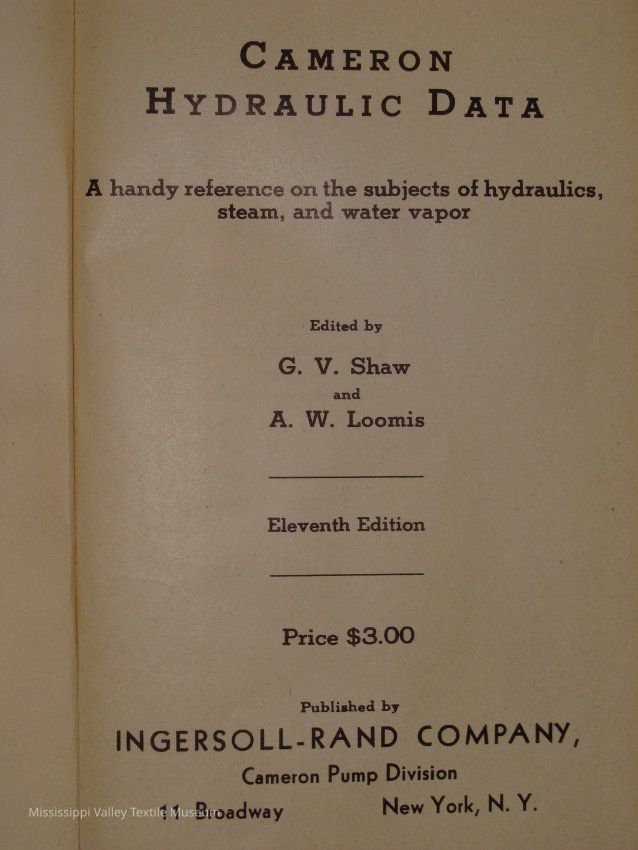 CAMERON
HYDRAULIC DATA
A handy reference on the subjects of hydraulics,
steam, and water vapor
Edited by
G. V. Shaw
and
A. W. Loomis
Eleventh Edition
Price $3.00
Published by
INGERSOLL-RAND COMPANY,
Cameron Pump Division
11 Broadway New York, N. Y.
Mississippi Valley Textile Museum